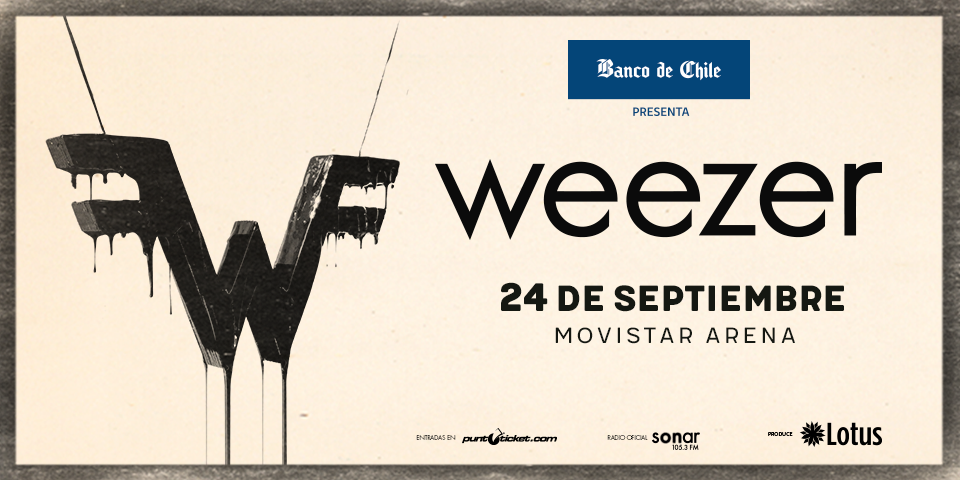 Banco de Chile
PRESENTA
weezer
24 DE SEPTIEMBRE
MOVISTAR ARENA
ENTRADAS EN puntoticket.com
RADIO OFICIAL sonar
105.3 FM
PRODUCE Lotus